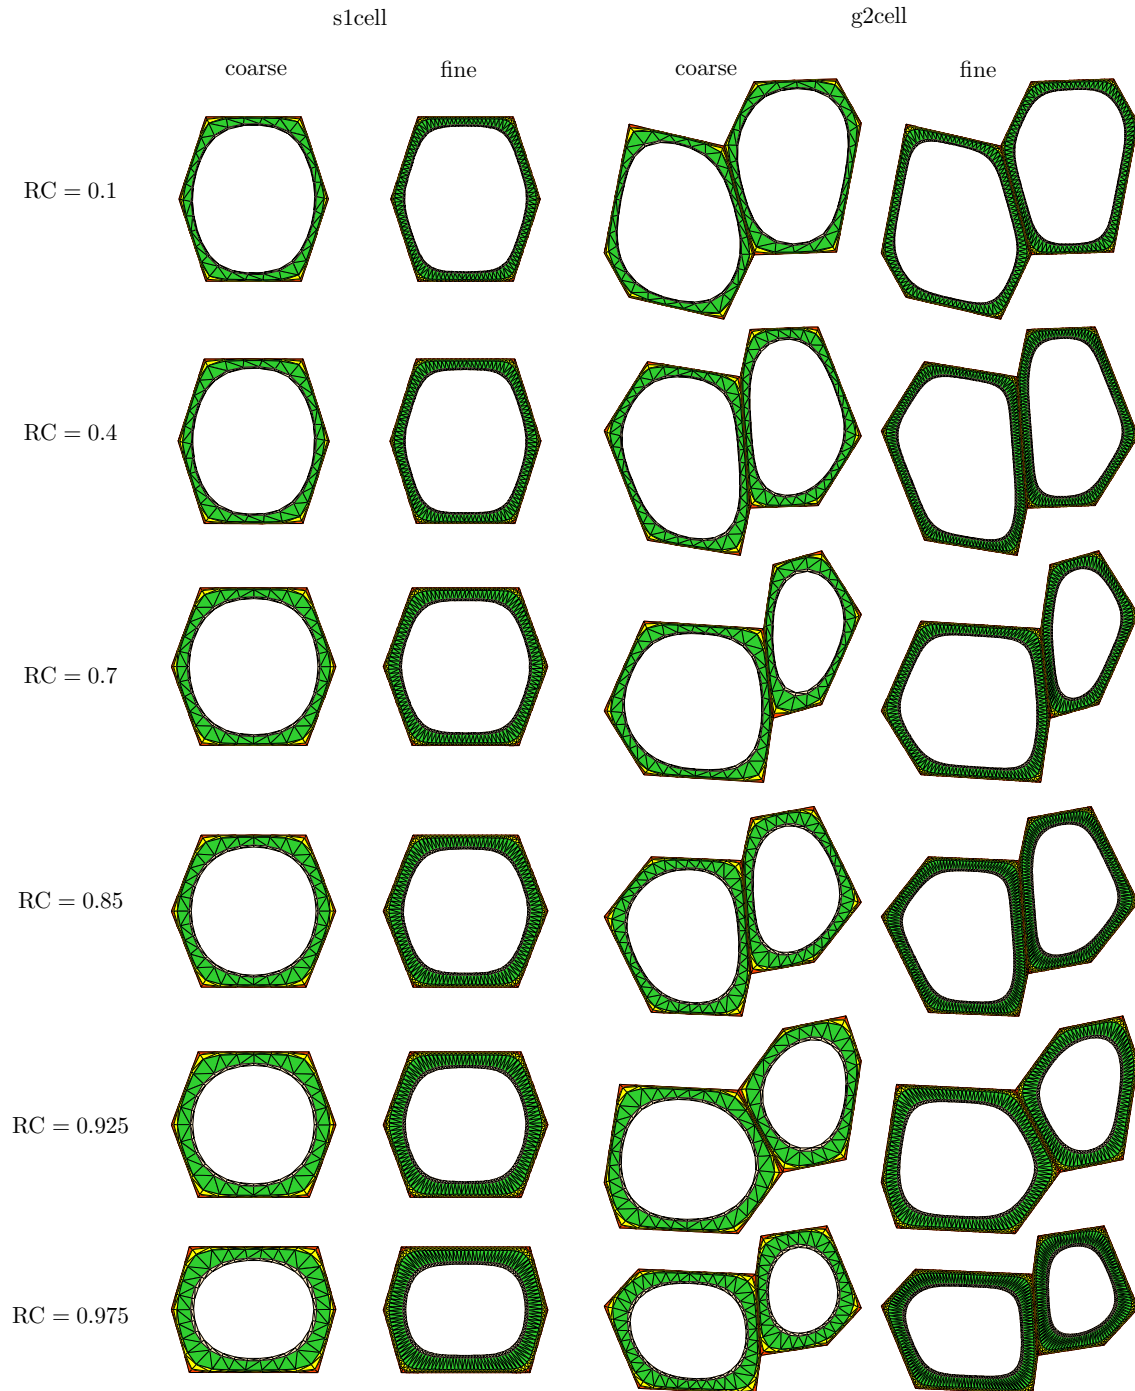 s1cell g2cell
coarse fine coarse fine
RC = 0.1
RC = 0.4
RC = 0.7
RC = 0.85
RC = 0.925
RC = 0.975